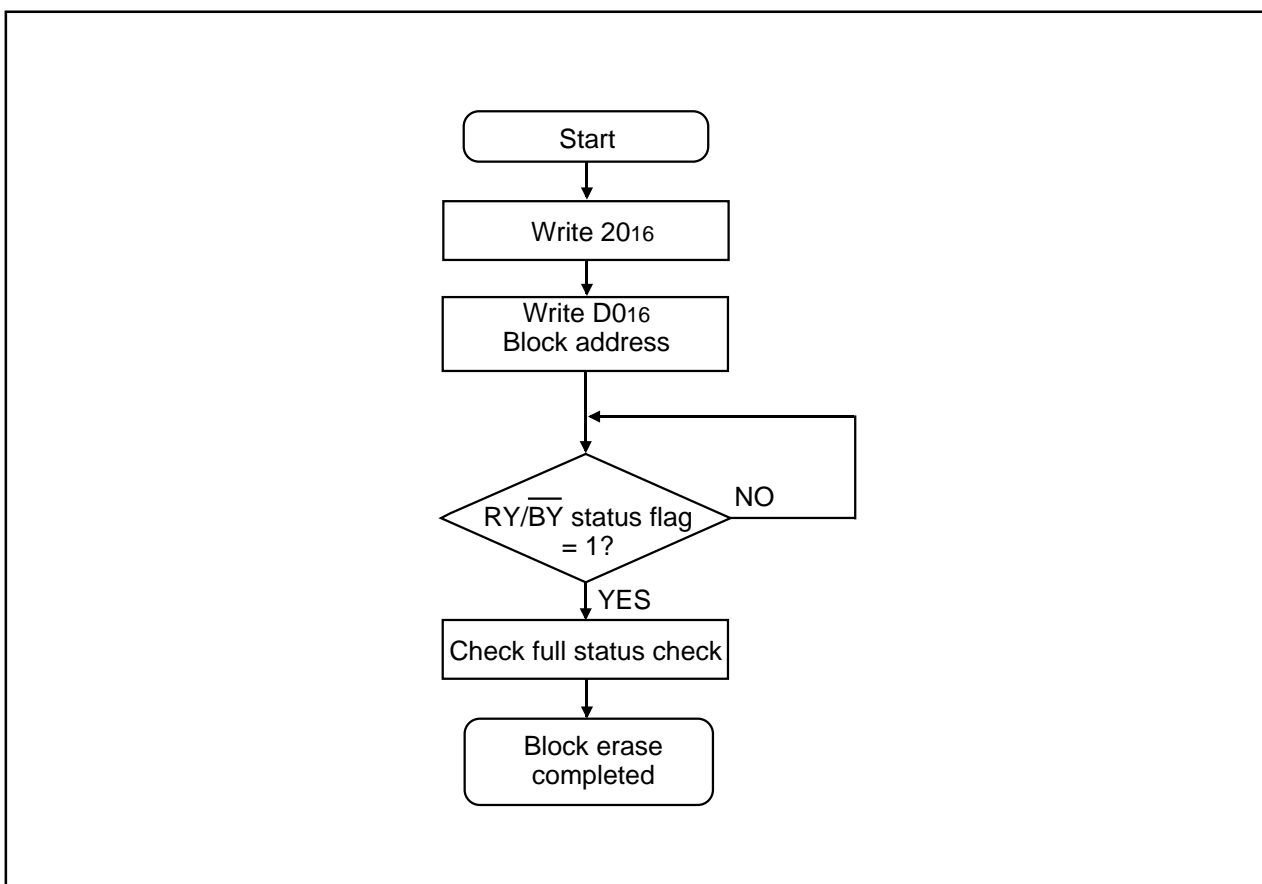 Start
Write 2016
Write D016
Block address
NO
RY/B̅Y̅ status flag
= 1?
YES
Check full status check
Block erase
completed